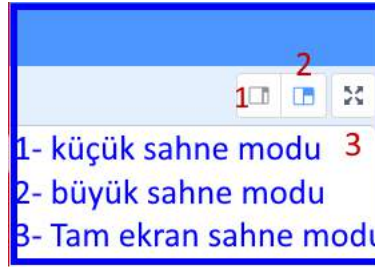 2
1
3
1- küçük sahne modu
2- büyük sahne modu
3- Tam ekran sahne modu